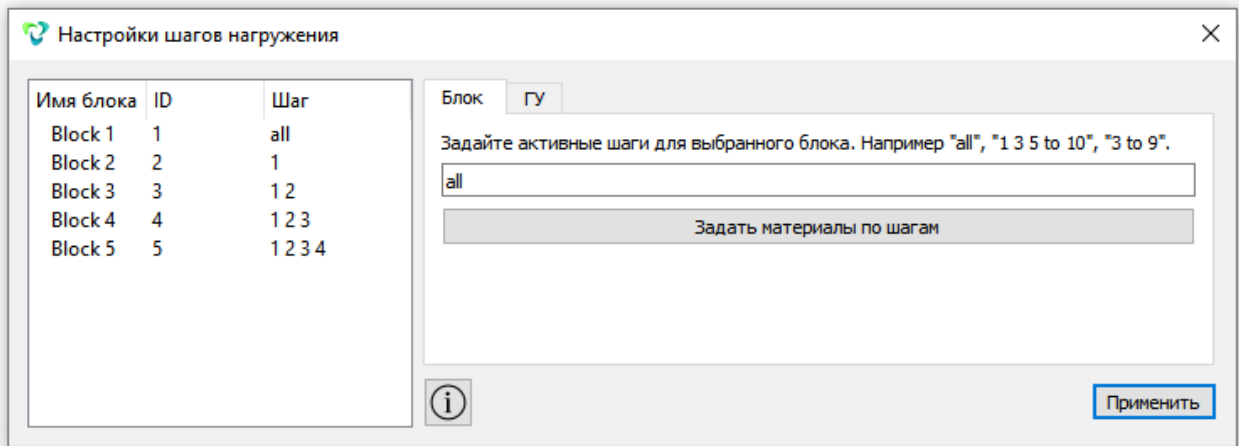 Настройки шагов нагружения
Имя блока ID Шаг
Block 1 1 all
Block 2 2 1
Block 3 3 1 2
Block 4 4 1 2 3
Block 5 5 1 2 3 4
Блок ГУ
Задайте активные шаги для выбранного блока. Например "all", "1 3 5 to 10", "3 to 9".
all
Задать материалы по шагам
i
Применить